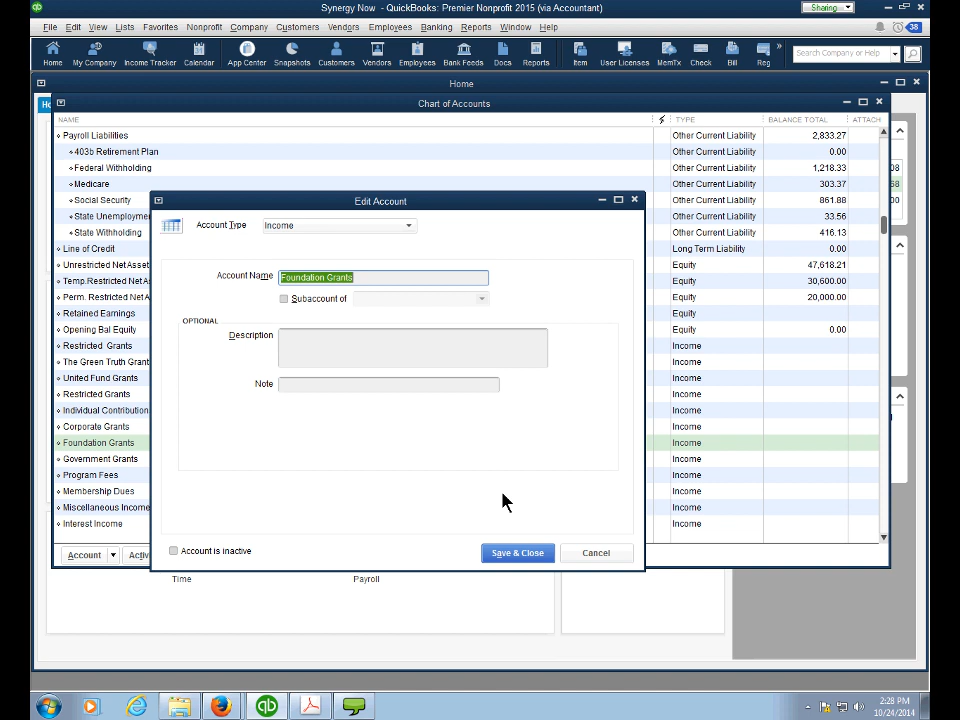 Synergy Now - QuickBooks: Premier Nonprofit 2015 (via Accountant)
Sharing
File Edit View Lists Favorites Nonprofit Company Customers Vendors Employees Banking Reports Window Help
38
Home My Company Income Tracker Calendar App Center Snapshots Customers Vendors Employees Bank Feeds Docs Reports Item User Licenses MemTx Check Bill Reg
Search Company or Help
Home
Chart of Accounts
NAME TYPE BALANCE TOTAL ATTACH
Payroll Liabilities Other Current Liability 2,833.27
403b Retirement Plan Other Current Liability 0.00
Federal Withholding Other Current Liability 1,218.33
Medicare Other Current Liability 303.37
Social Security Other Current Liability 861.88
State Unemployme Other Current Liability 33.56
State Withholding Other Current Liability 416.13
Line of Credit Long Term Liability 0.00
Unrestricted Net Asset Equity 47,618.21
Temp.Restricted Net A Equity 30,600.00
Perm. Restricted Net A Equity 20,000.00
Retained Earnings Equity
Opening Bal Equity Equity 0.00
Restricted Grants Income
The Green Truth Grant Income
United Fund Grants Income
Restricted Grants Income
Individual Contribution Income
Corporate Grants Income
Foundation Grants Income
Government Grants Income
Program Fees Income
Membership Dues Income
Miscellaneous Income Income
Interest Income Income
Account Activi
Edit Account
Account Type Income
Account Name Foundation Grants
Subaccount of
OPTIONAL
Description
Note
Account is inactive
Save & Close Cancel
Time Payroll
2:28 PM
10/24/2014